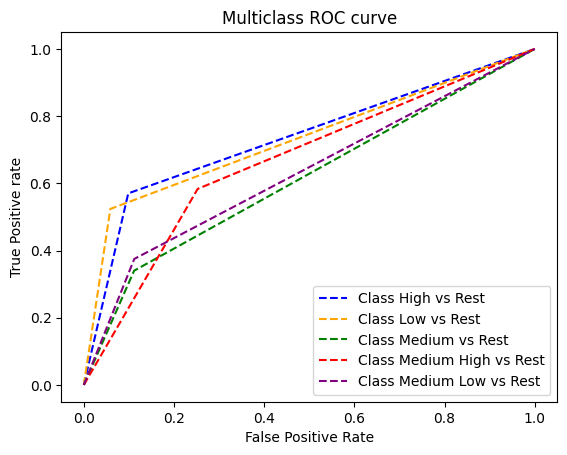 Multiclass ROC curve
True Positive rate
1.0
0.8
0.6
0.4
0.2
0.0
Class High vs Rest
Class Low vs Rest
Class Medium vs Rest
Class Medium High vs Rest
Class Medium Low vs Rest
0.0 0.2 0.4 0.6 0.8 1.0
False Positive Rate